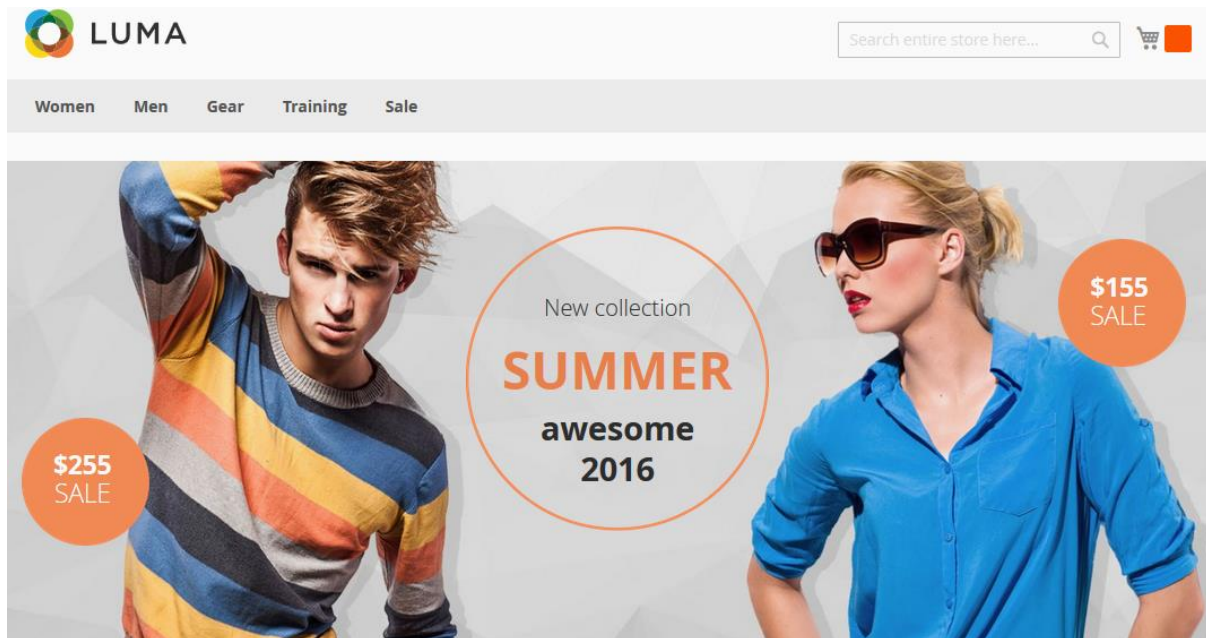 LUMA
Search entire store here...
Women Men Gear Training Sale
New collection
SUMMER
awesome
2016
$255
SALE
$155
SALE